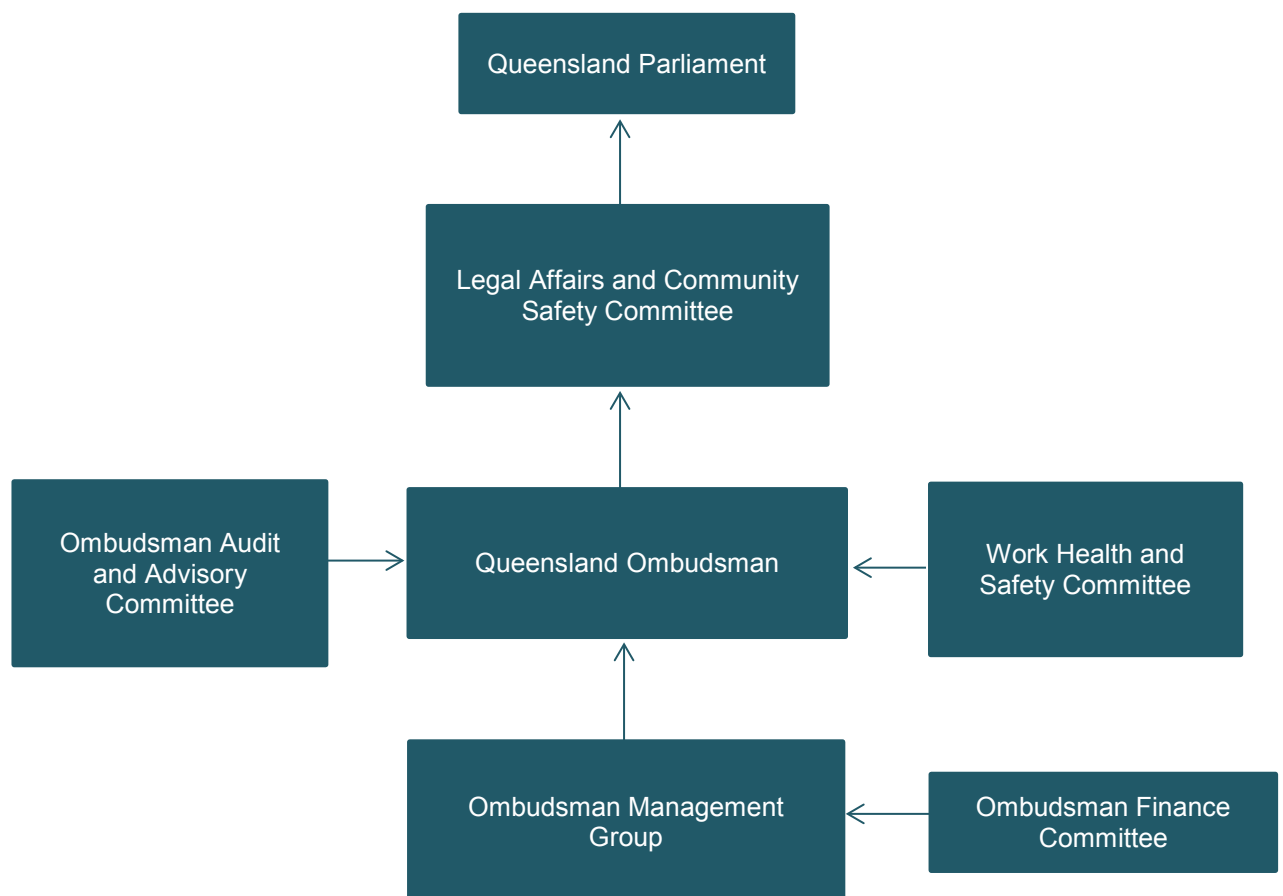 Queensland Parliament
Legal Affairs and Community
Safety Committee
Ombudsman Audit
and Advisory
Committee
Queensland Ombudsman
Work Health and
Safety Committee
Ombudsman Management
Group
Ombudsman Finance
Committee